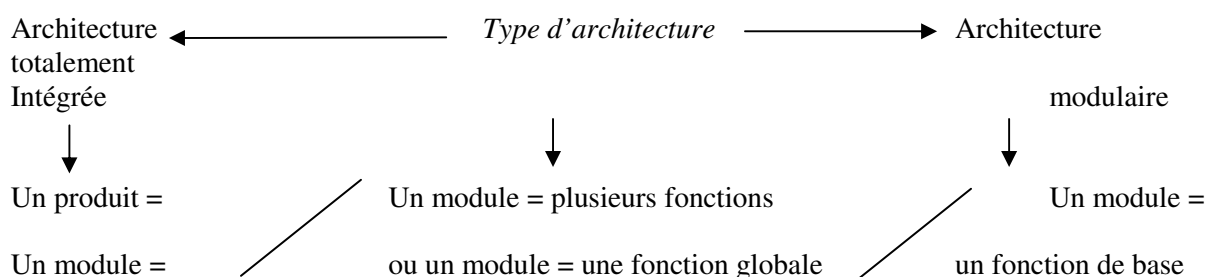 Architecture Type d'architecture Architecture
totalement
Intégrée modulaire
Un produit = Un module = plusieurs fonctions Un module =
Un module = ou un module = une fonction globale un fonction de base